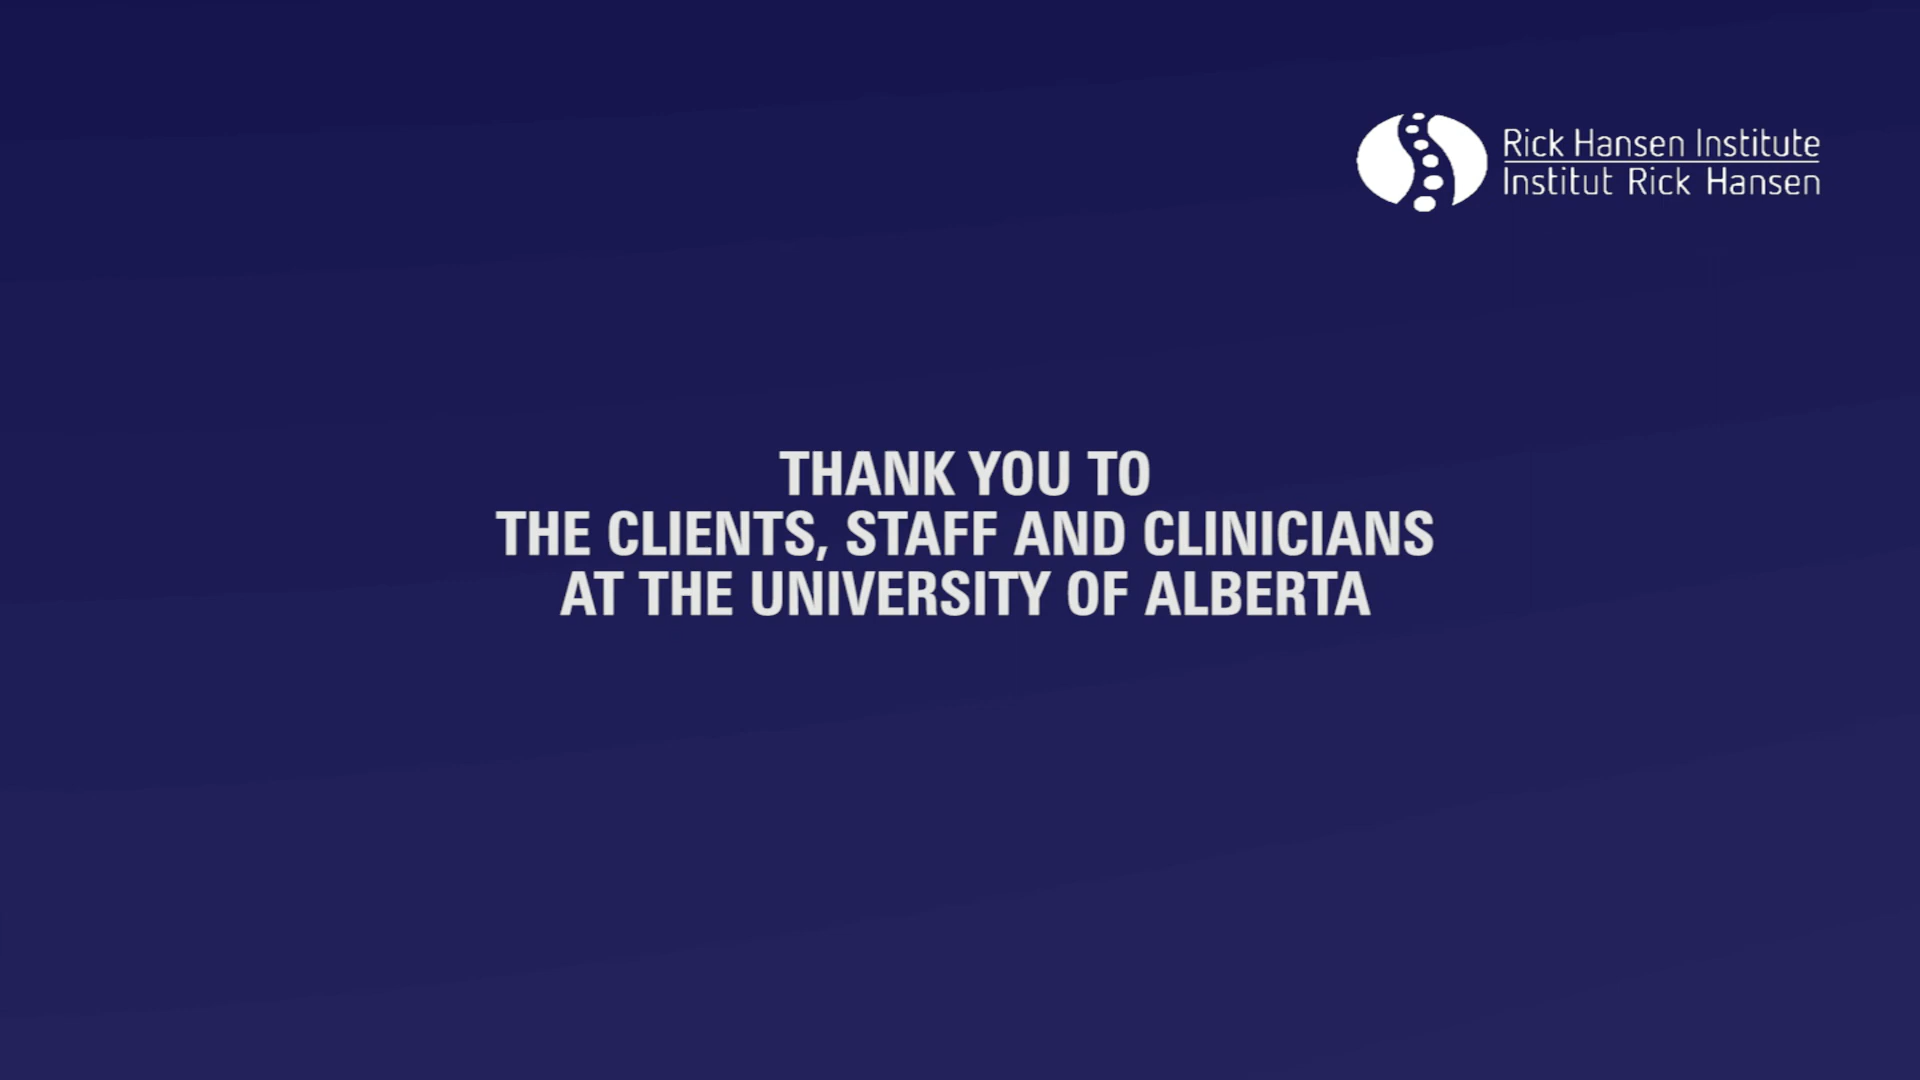 Rick Hansen Institute
Institut Rick Hansen
THANK YOU TO
THE CLIENTS, STAFF AND CLINICIANS
AT THE UNIVERSITY OF ALBERTA